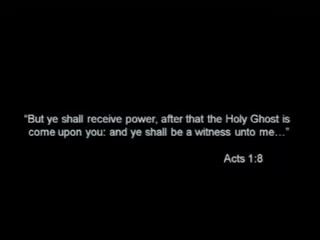 “But ye shall receive power, after that the Holy Ghost is
come upon you: and ye shall be a witness unto me…”
Acts 1:8